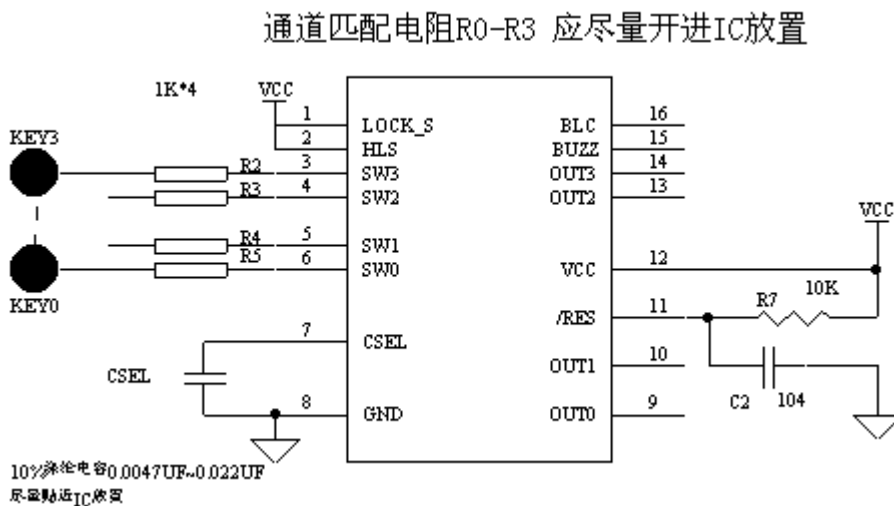 通道匹配电阻R0-R3 应尽量开进IC放置
1K*4
VCC
KEY3
KEY0
R2
R3
R4
R5
1
2
3
4
5
6
7
8
LOCK_S
HLS
SW3
SW2
SW1
SW0
CSEL
GND
BLC
BUZZ
OUT3
OUT2
VCC
/RES
OUT1
OUT0
16
15
14
13
12
11
10
9
VCC
R7
10K
C2
104
CSEL
10%涤纶电容0.0047UF~0.022UF
尽量贴近IC放置